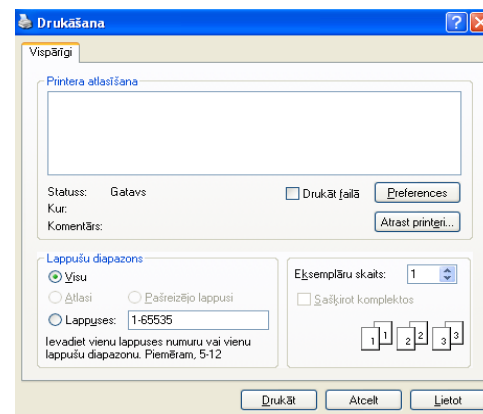 Drukāšana
Vispārīgi
Printera atlasīšana
Statuss: Gatavs
Drukāt failā
Preferences
Kur:
Komentārs:
Atrast printeri...
Lappušu diapazons
Visu
Atlasi
Pašreizējo lappusi
Lappuses: 1-65535
Ievadiet vienu lappuses numuru vai vienu
lappušu diapazonu. Piemēram, 5-12
Eksemplāru skaits: 1
Sašķirot komplektos
1 1 2 2 3 3
Drukāt
Atcelt
Lietot